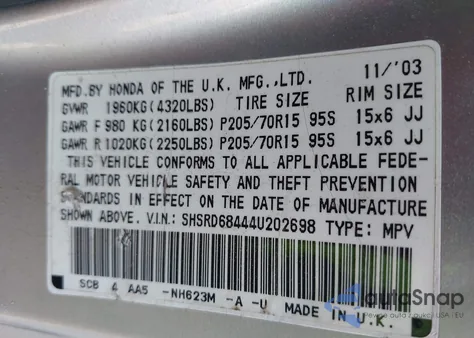 MFD.BY HONDA OF THE U.K. MFG.,LTD. 11/'03
GVWR 1960KG(4320LBS) TIRE SIZE RIM SIZE
GAWR F 980 KG(2160LBS) P205/70R15 95S 15x6 JJ
GAWR R 1020KG(2250LBS) P205/70R15 95S 15x6 JJ
THIS VEHICLE CONFORMS TO ALL APPLICABLE FEDE-
RAL MOTOR VEHICLE SAFETY AND THEFT PREVENTION
STANDARDS IN EFFECT ON THE DATE OF MANUFACTURE
SHOWN ABOVE. V.I.N: SHSRD68444U202698 TYPE: MPV
SCB 4 AA5 -NH623M -A -U MADE IN U.K.
autoSnap